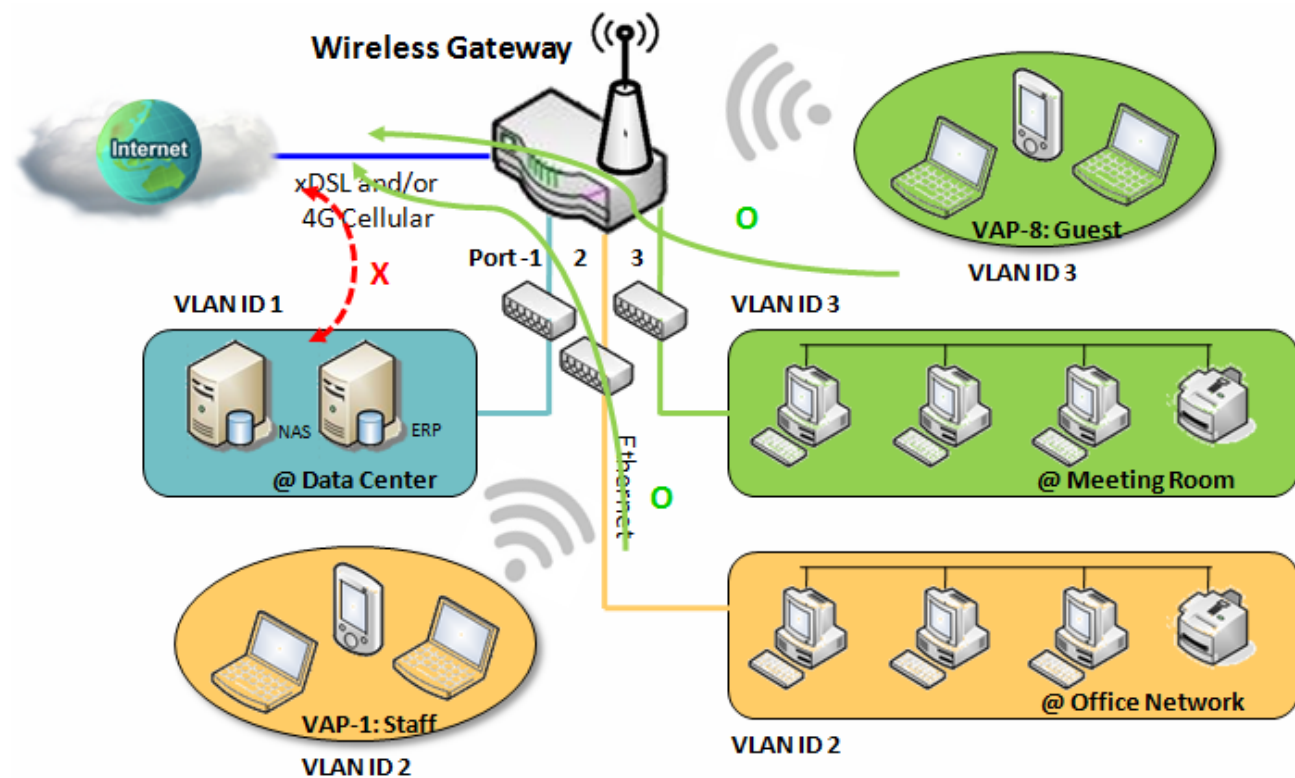 Wireless Gateway
Internet
xDSL and/or
4G Cellular
O
VAP-8: Guest
VLAN ID 3
Port -1
2
3
X
VLAN ID 1
VLAN ID 3
NAS
ERP
@ Data Center
Ethernet
O
@ Meeting Room
VAP-1: Staff
VLAN ID 2
@ Office Network
VLAN ID 2